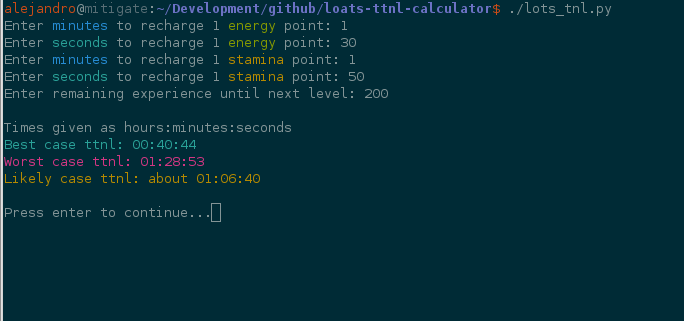 alejandro@mitigate:~/Development/github/loats-ttnl-calculator$ ./lots_tnl.py
Enter minutes to recharge 1 energy point: 1
Enter seconds to recharge 1 energy point: 30
Enter minutes to recharge 1 stamina point: 1
Enter seconds to recharge 1 stamina point: 50
Enter remaining experience until next level: 200
Times given as hours:minutes:seconds
Best case ttnl: 00:40:44
Worst case ttnl: 01:28:53
Likely case ttnl: about 01:06:40
Press enter to continue...